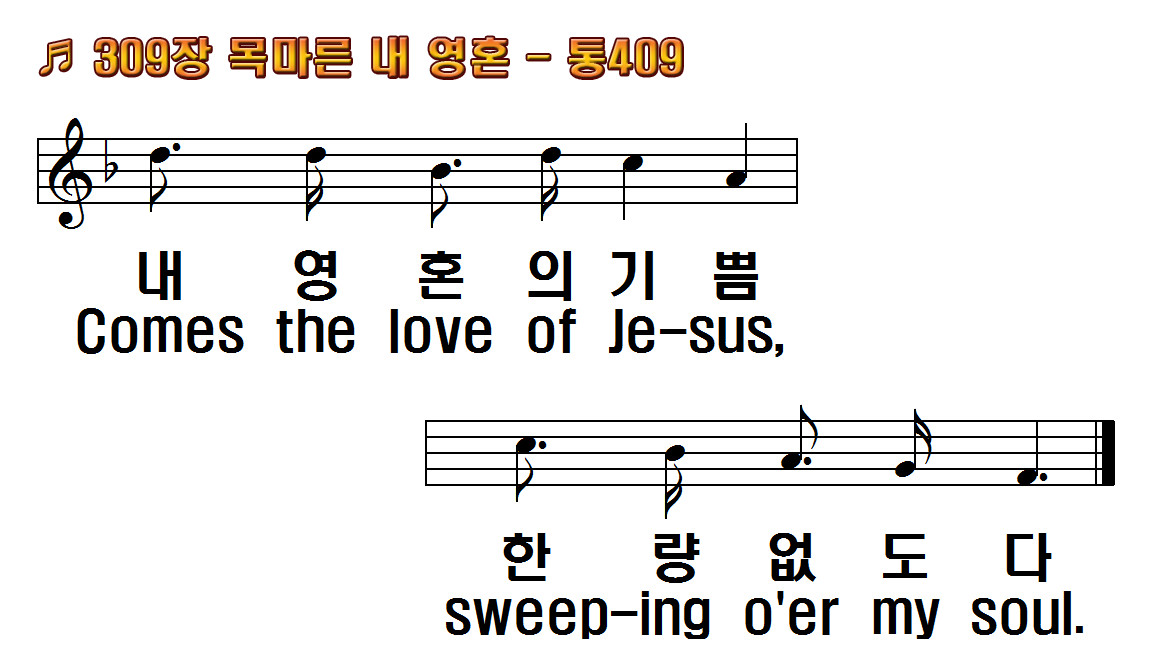 ♬ 309장 목마른 내 영혼 - 통409
내 영 혼 의 기 쁨
Comes the love of Je-sus,
한 량 없 도 다
sweep-ing o'er my soul.